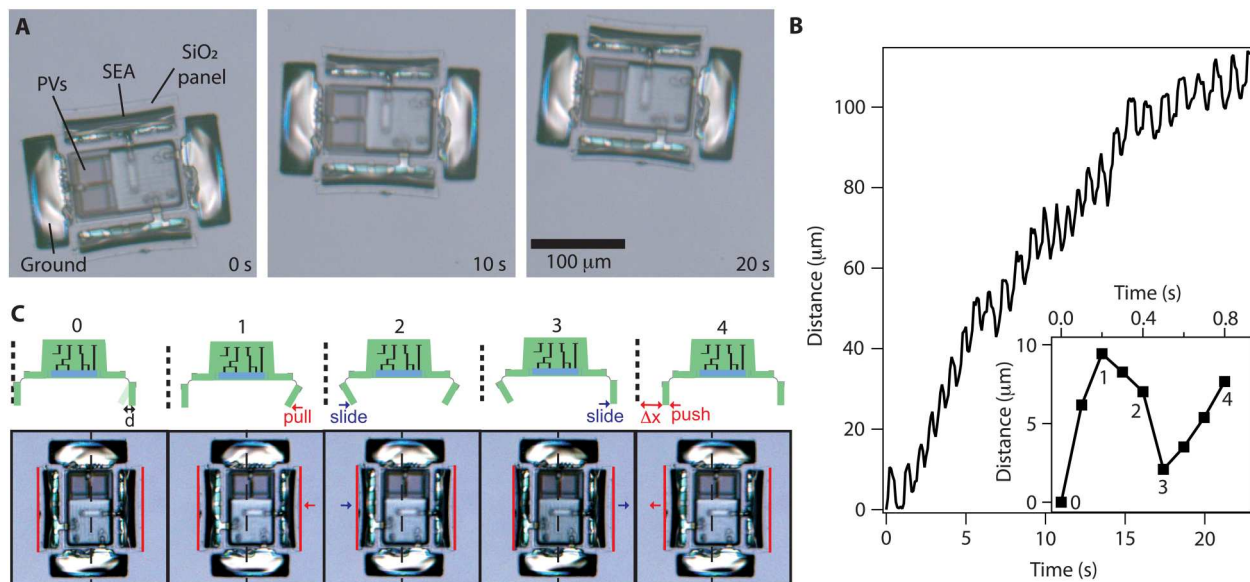 A
SiO₂
panel
SEA
PVs
Ground
0 s
10 s
100 μm
20 s
B
Distance (μm)
100
80
60
40
20
0
0
5
10
15
20
Time (s)
Time (s)
0.0
0.4
0.8
Distance (μm)
10
5
0
0
1
2
3
4
C
0
1
2
3
4
d
pull
slide
slide
Δx
push